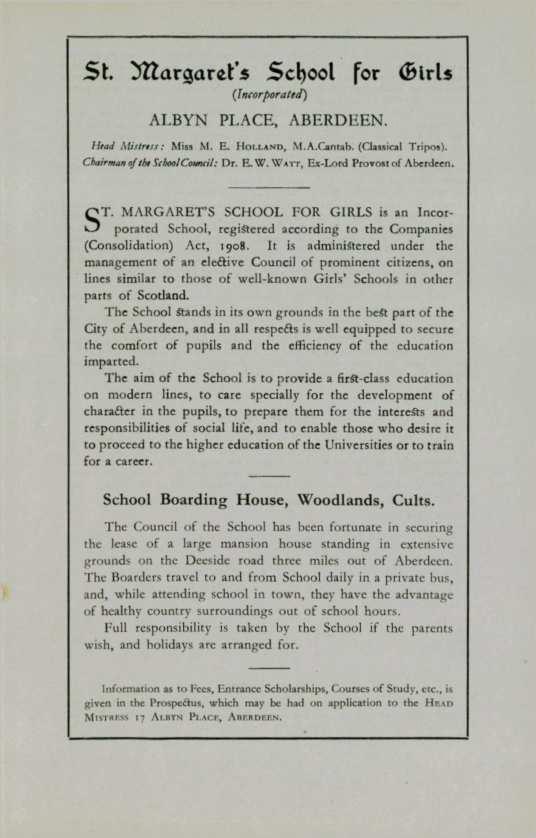 St. Margaret's School for Girls
(Incorporated)
ALBYN PLACE, ABERDEEN.
Head Mistress: Miss M. E. Holland, M.A.Cantab. (Classical Tripos).
Chairman of the School Council: Dr. E. W. Watt, Ex-Lord Provost of Aberdeen.
ST. MARGARET'S SCHOOL FOR GIRLS is an Incor-
porated School, registered according to the Companies
(Consolidation) Act, 1908. It is administered under the
management of an elective Council of prominent citizens, on
lines similar to those of well-known Girls' Schools in other
parts of Scotland.
The School stands in its own grounds in the best part of the
City of Aberdeen, and in all respects is well equipped to secure
the comfort of pupils and the efficiency of the education
imparted.
The aim of the School is to provide a first-class education
on modern lines, to care specially for the development of
character in the pupils, to prepare them for the interests and
responsibilities of social life, and to enable those who desire it
to proceed to the higher education of the Universities or to train
for a career.
School Boarding House, Woodlands, Cults.
The Council of the School has been fortunate in securing
the lease of a large mansion house standing in extensive
grounds on the Deeside road three miles out of Aberdeen.
The Boarders travel to and from School daily in a private bus,
and, while attending school in town, they have the advantage
of healthy country surroundings out of school hours.
Full responsibility is taken by the School if the parents
wish, and holidays are arranged for.
Information as to Fees, Entrance Scholarships, Courses of Study, etc., is
given in the Prospectus, which may be had on application to the Head
Mistress 17 Albyn Place, Aberdeen.